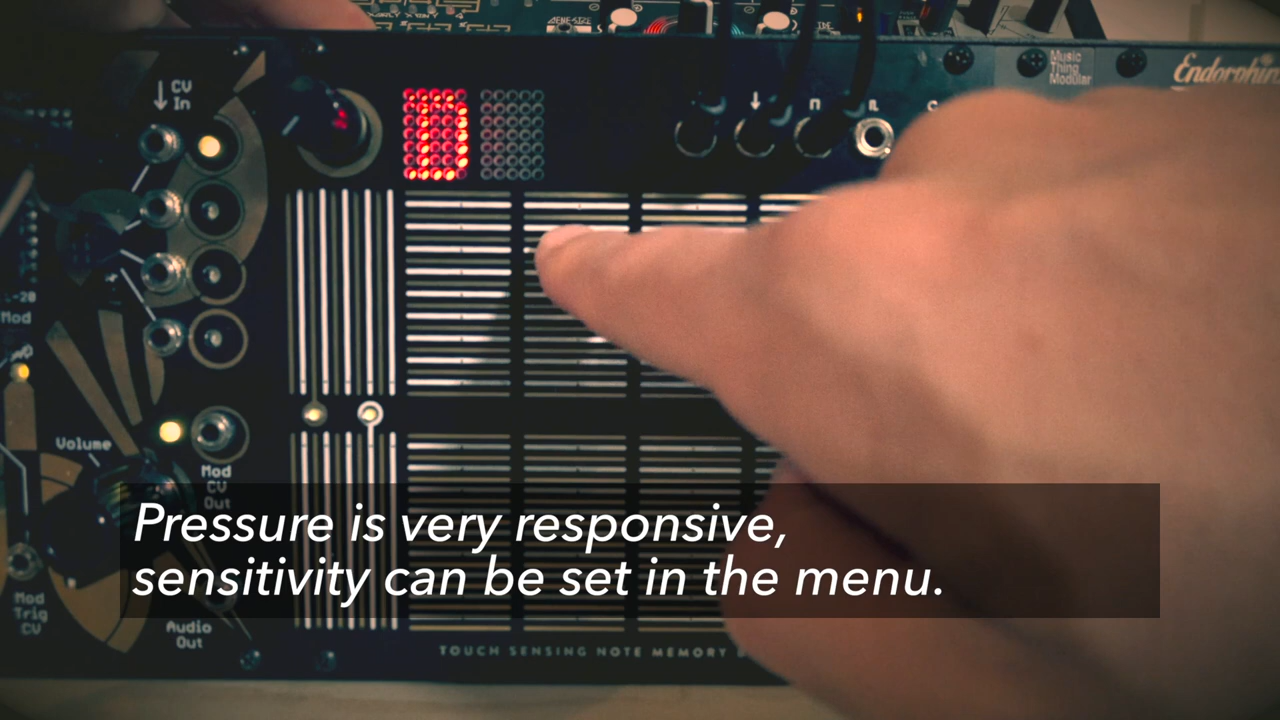 CV
In
Music
Thing
Modular
D
-20
Mod
Volume
Mod
CV
Out
Pressure is very responsive,
sensitivity can be set in the menu.
Mod
Trig
CV
Audio
Out
TOUCH SENSING NOTE MEMORY